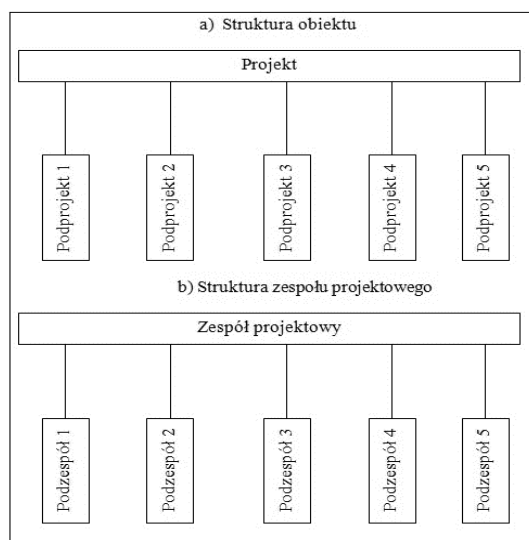 a) Struktura obiektu
Projekt
Podprojekt 1
Podprojekt 2
Podprojekt 3
Podprojekt 4
Podprojekt 5
b) Struktura zespołu projektowego
Zespół projektowy
Podzespół 1
Podzespół 2
Podzespół 3
Podzespół 4
Podzespół 5